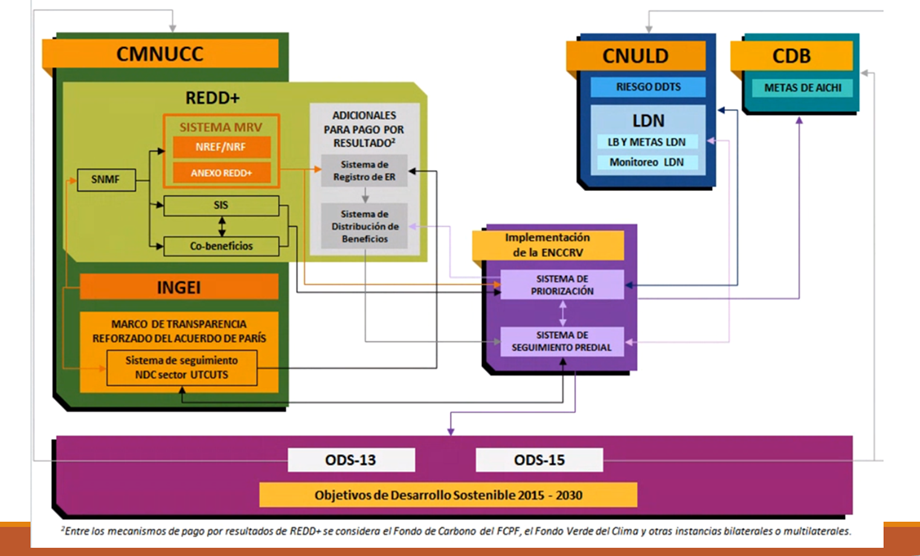 CMNUCC
REDD+
SISTEMA MRV
NREF/NRF
ANEXO REDD+
SNMF
SIS
Co-beneficios
ADICIONALES
PARA PAGO POR
RESULTADO²
Sistema de
Registro de ER
Sistema de
Distribución de
Beneficios
INGEI
MARCO DE TRANSPARENCIA
REFORZADO DEL ACUERDO DE PARÍS
Sistema de seguimiento
NDC sector UTCUTS
CNULD
RIESGO DDTS
LDN
LB Y METAS LDN
Monitoreo LDN
CDB
METAS DE AICHI
Implementación
de la ENCCRV
SISTEMA DE
PRIORIZACIÓN
SISTEMA DE
SEGUIMIENTO PREDIAL
ODS-13
ODS-15
Objetivos de Desarrollo Sostenible 2015 - 2030
²Entre los mecanismos de pago por resultados de REDD+ se considera el Fondo de Carbono del FCPF, el Fondo Verde del Clima y otras instancias bilaterales o multilaterales.